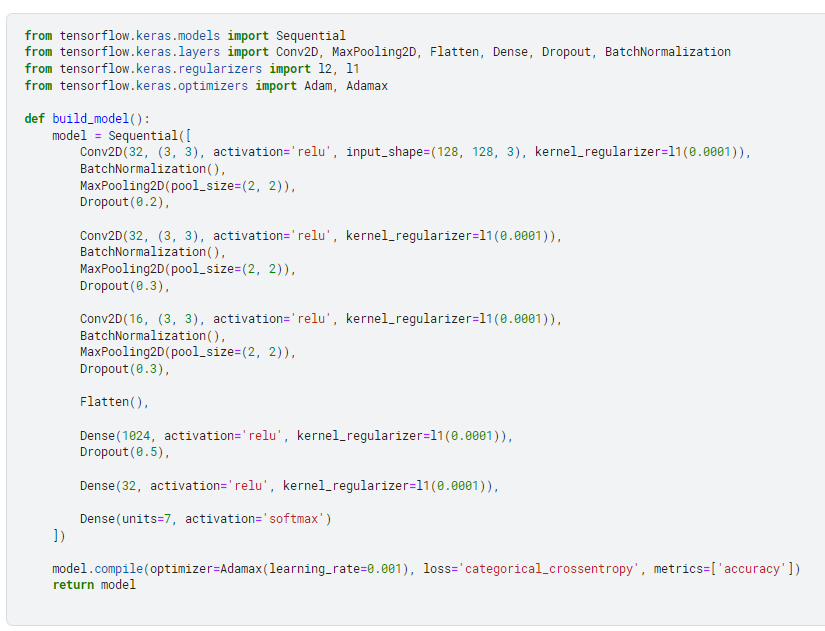 from tensorflow.keras.models import Sequential
from tensorflow.keras.layers import Conv2D, MaxPooling2D, Flatten, Dense, Dropout, BatchNormalization
from tensorflow.keras.regularizers import l2, l1
from tensorflow.keras.optimizers import Adam, Adamax

def build_model():
    model = Sequential([
        Conv2D(32, (3, 3), activation='relu', input_shape=(128, 128, 3), kernel_regularizer=l1(0.0001)),
        BatchNormalization(),
        MaxPooling2D(pool_size=(2, 2)),
        Dropout(0.2),

        Conv2D(32, (3, 3), activation='relu', kernel_regularizer=l1(0.0001)),
        BatchNormalization(),
        MaxPooling2D(pool_size=(2, 2)),
        Dropout(0.3),

        Conv2D(16, (3, 3), activation='relu', kernel_regularizer=l1(0.0001)),
        BatchNormalization(),
        MaxPooling2D(pool_size=(2, 2)),
        Dropout(0.3),

        Flatten(),

        Dense(1024, activation='relu', kernel_regularizer=l1(0.0001)),
        Dropout(0.5),

        Dense(32, activation='relu', kernel_regularizer=l1(0.0001)),

        Dense(units=7, activation='softmax')
    ])

    model.compile(optimizer=Adamax(learning_rate=0.001), loss='categorical_crossentropy', metrics=['accuracy'])
    return model